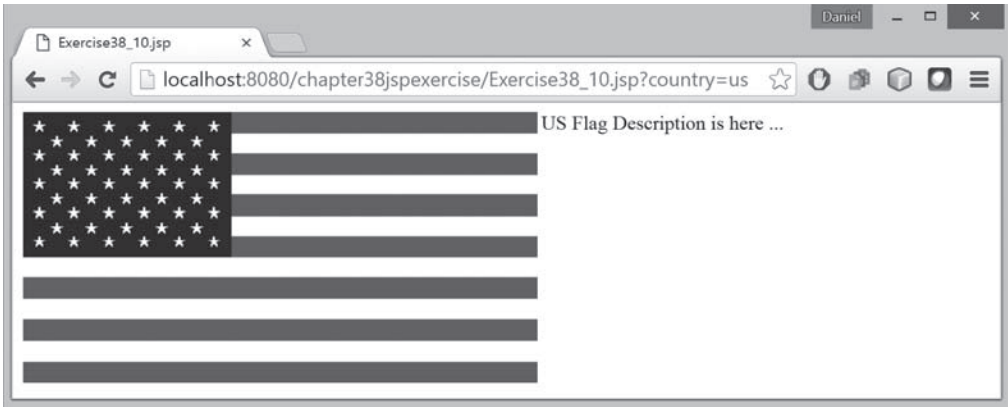 Daniel
Exercise38_10.jsp
localhost:8080/chapter38jspexercise/Exercise38_10.jsp?country=us
US Flag Description is here ...